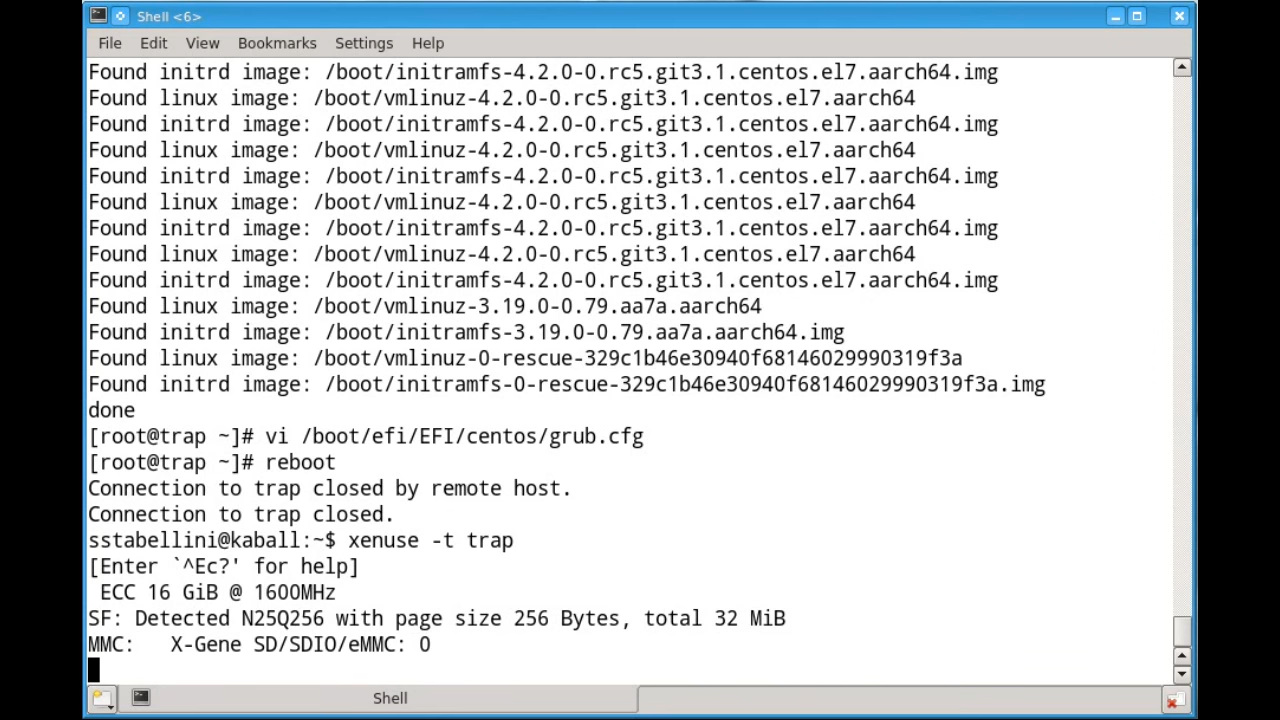 Shell <6>
File Edit View Bookmarks Settings Help
Found initrd image: /boot/initramfs-4.2.0-0.rc5.git3.1.centos.el7.aarch64.img
Found linux image: /boot/vmlinuz-4.2.0-0.rc5.git3.1.centos.el7.aarch64
Found initrd image: /boot/initramfs-4.2.0-0.rc5.git3.1.centos.el7.aarch64.img
Found linux image: /boot/vmlinuz-4.2.0-0.rc5.git3.1.centos.el7.aarch64
Found initrd image: /boot/initramfs-4.2.0-0.rc5.git3.1.centos.el7.aarch64.img
Found linux image: /boot/vmlinuz-4.2.0-0.rc5.git3.1.centos.el7.aarch64
Found initrd image: /boot/initramfs-4.2.0-0.rc5.git3.1.centos.el7.aarch64.img
Found linux image: /boot/vmlinuz-4.2.0-0.rc5.git3.1.centos.el7.aarch64
Found initrd image: /boot/initramfs-4.2.0-0.rc5.git3.1.centos.el7.aarch64.img
Found linux image: /boot/vmlinuz-3.19.0-0.79.aa7a.aarch64
Found initrd image: /boot/initramfs-3.19.0-0.79.aa7a.aarch64.img
Found linux image: /boot/vmlinuz-0-rescue-329c1b46e30940f68146029990319f3a
Found initrd image: /boot/initramfs-0-rescue-329c1b46e30940f68146029990319f3a.img
done
[root@trap ~]# vi /boot/efi/EFI/centos/grub.cfg
[root@trap ~]# reboot
Connection to trap closed by remote host.
Connection to trap closed.
sstabellini@kaball:~$ xenuse -t trap
[Enter `^Ec?' for help]
ECC 16 GiB @ 1600MHz
SF: Detected N25Q256 with page size 256 Bytes, total 32 MiB
MMC:   X-Gene SD/SDIO/eMMC: 0
Shell